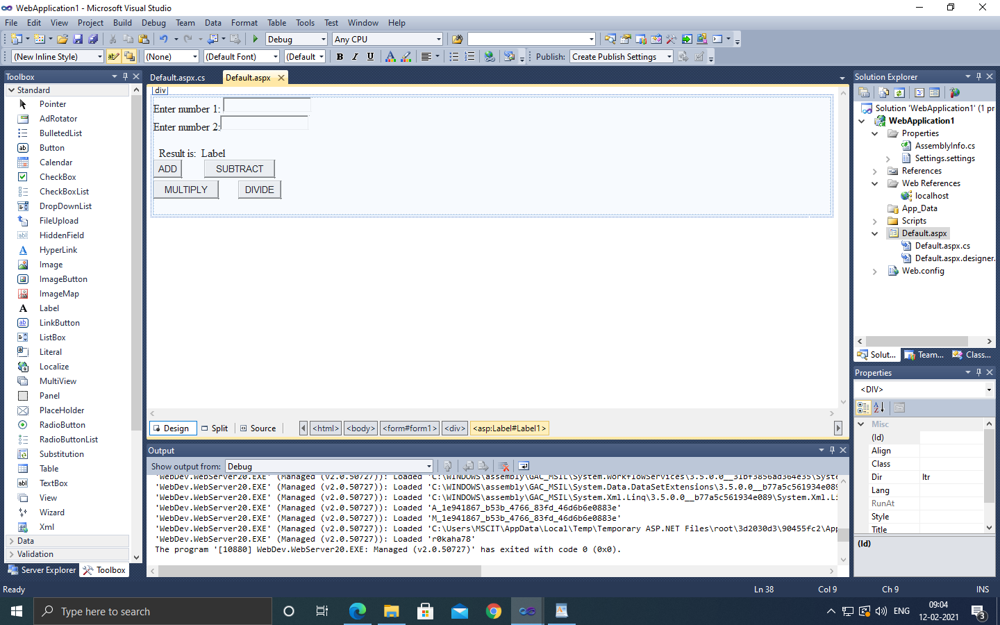 WebApplication1 - Microsoft Visual Studio
File Edit View Project Build Debug Team Data Format Table Tools Test Window Help
Debug Any CPU
(New Inline Style) (None) (Default Font) (Default B I U A Publish: Create Publish Settings
Toolbox
Standard
Pointer
AdRotator
BulletedList
Button
Calendar
CheckBox
CheckBoxList
DropDownList
FileUpload
HiddenField
HyperLink
Image
ImageButton
ImageMap
Label
LinkButton
ListBox
Literal
Localize
MultiView
Panel
PlaceHolder
RadioButton
RadioButtonList
Substitution
Table
TextBox
View
Wizard
Xml
Data
Validation
Server Explorer Toolbox
Default.aspx.cs Default.aspx
div
Enter number 1:
Enter number 2:
Result is: Label
ADD SUBTRACT
MULTIPLY DIVIDE
Design Split Source <html> <body> <form#form1> <div> <asp:Label#Label1>
Output
Show output from: Debug
'WebDev.WebServer20.EXE' (Managed (v2.0.50727)): Loaded 'C:\WINDOWS\assembly\GAC_MSIL\System.WorkflowServices\3.5.0.0__31bf3856ad364e35\Syste
'WebDev.WebServer20.EXE' (Managed (v2.0.50727)): Loaded 'C:\WINDOWS\assembly\GAC_MSIL\System.Data.DataSetExtensions\3.5.0.0__b77a5c561934e089
'WebDev.WebServer20.EXE' (Managed (v2.0.50727)): Loaded 'C:\WINDOWS\assembly\GAC_MSIL\System.Xml.Linq\3.5.0.0__b77a5c561934e089\System.Xml.Li
'WebDev.WebServer20.EXE' (Managed (v2.0.50727)): Loaded 'A_1e941867_b53b_4766_83fd_46d6b6e0883e'
'WebDev.WebServer20.EXE' (Managed (v2.0.50727)): Loaded 'M_1e941867_b53b_4766_83fd_46d6b6e0883e'
'WebDev.WebServer20.EXE' (Managed (v2.0.50727)): Loaded 'C:\Users\MSCIT\AppData\Local\Temp\Temporary ASP.NET Files\root\3d2030d3\90455fc2\App
'WebDev.WebServer20.EXE' (Managed (v2.0.50727)): Loaded 'r0kaha78'
The program '[10880] WebDev.WebServer20.EXE: Managed (v2.0.50727)' has exited with code 0 (0x0).
Solution Explorer
Solution 'WebApplication1' (1 pr
WebApplication1
Properties
AssemblyInfo.cs
Settings.settings
References
Web References
localhost
App_Data
Scripts
Default.aspx
Default.aspx.cs
Default.aspx.designer.
Web.config
Solut... Team... Class...
Properties
<DIV>
Misc
(Id)
Align
Class
Dir ltr
Lang
RunAt
Style
Title
(Id)
Ready Ln 38 Col 9 Ch 9 INS
Type here to search
ENG
09:04
12-02-2021
3